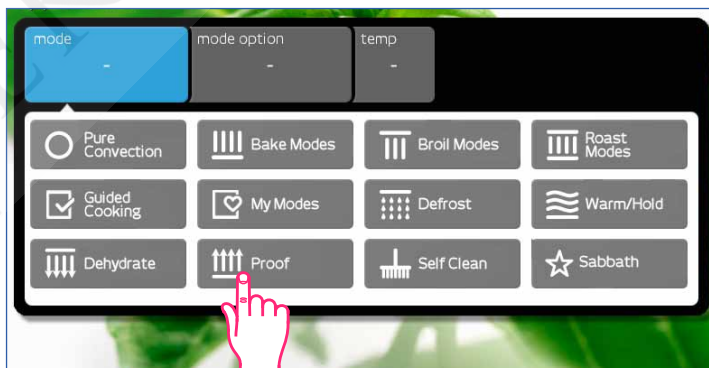 mode
mode option
temp
-
-
-
Pure
Convection
Bake Modes
Broil Modes
Roast
Modes
Guided
Cooking
My Modes
Defrost
Warm/Hold
Dehydrate
Proof
Self Clean
Sabbath